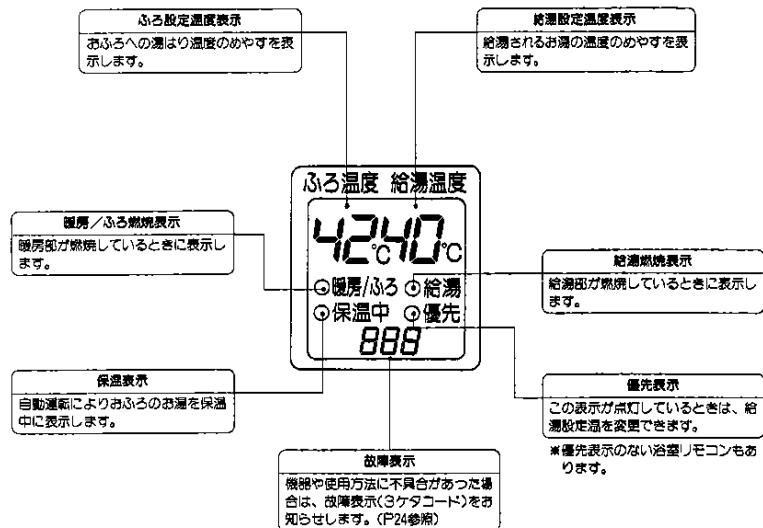 ふろ設定温度表示
おふろへの湯はり温度のめやすを表
示します。
給湯設定温度表示
給湯されるお湯の温度のめやすを表
示します。
ふろ温度 給湯温度
42℃40℃
暖房/ふろ 給湯
保温中 優先
888
暖房/ふろ燃焼表示
暖房部が燃焼しているときに表示し
ます。
給湯燃焼表示
給湯部が燃焼しているときに表示し
ます。
保温表示
自動運転によりおふろのお湯を保温
中に表示します。
優先表示
この表示が点灯しているときは、給
湯設定温を変更できます。
※優先表示のない浴室リモコンもあ
ります。
故障表示
機器や使用方法に不具合があった場
合は、故障表示(3ケタコード)をお
知らせします。(P24参照)